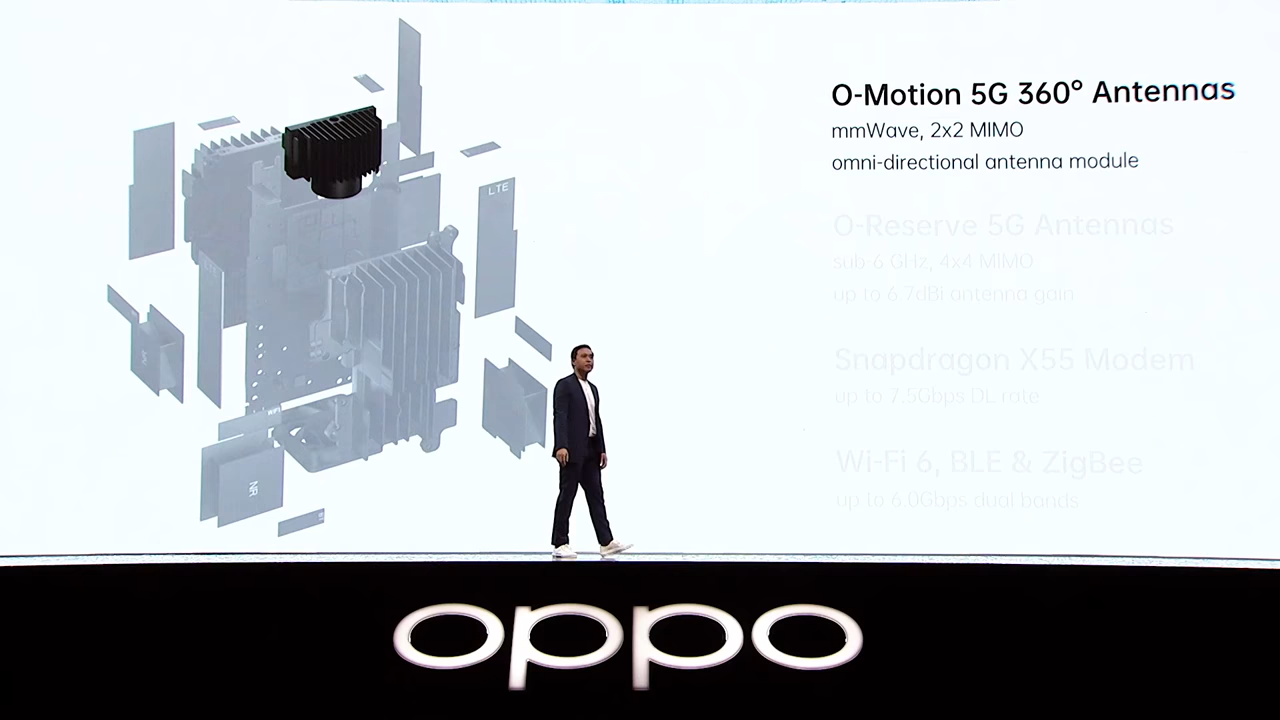 O-Motion 5G 360° Antennas
mmWave, 2x2 MIMO
omni-directional antenna module
O-Reserve 5G Antennas
sub-6 GHz, 4x4 MIMO
up to 6.7dBi antenna gain
Snapdragon X55 Modem
up to 7.5Gbps DL rate
Wi-Fi 6, BLE & ZigBee
up to 6.0Gbps dual bands
LTE
NR
oppo